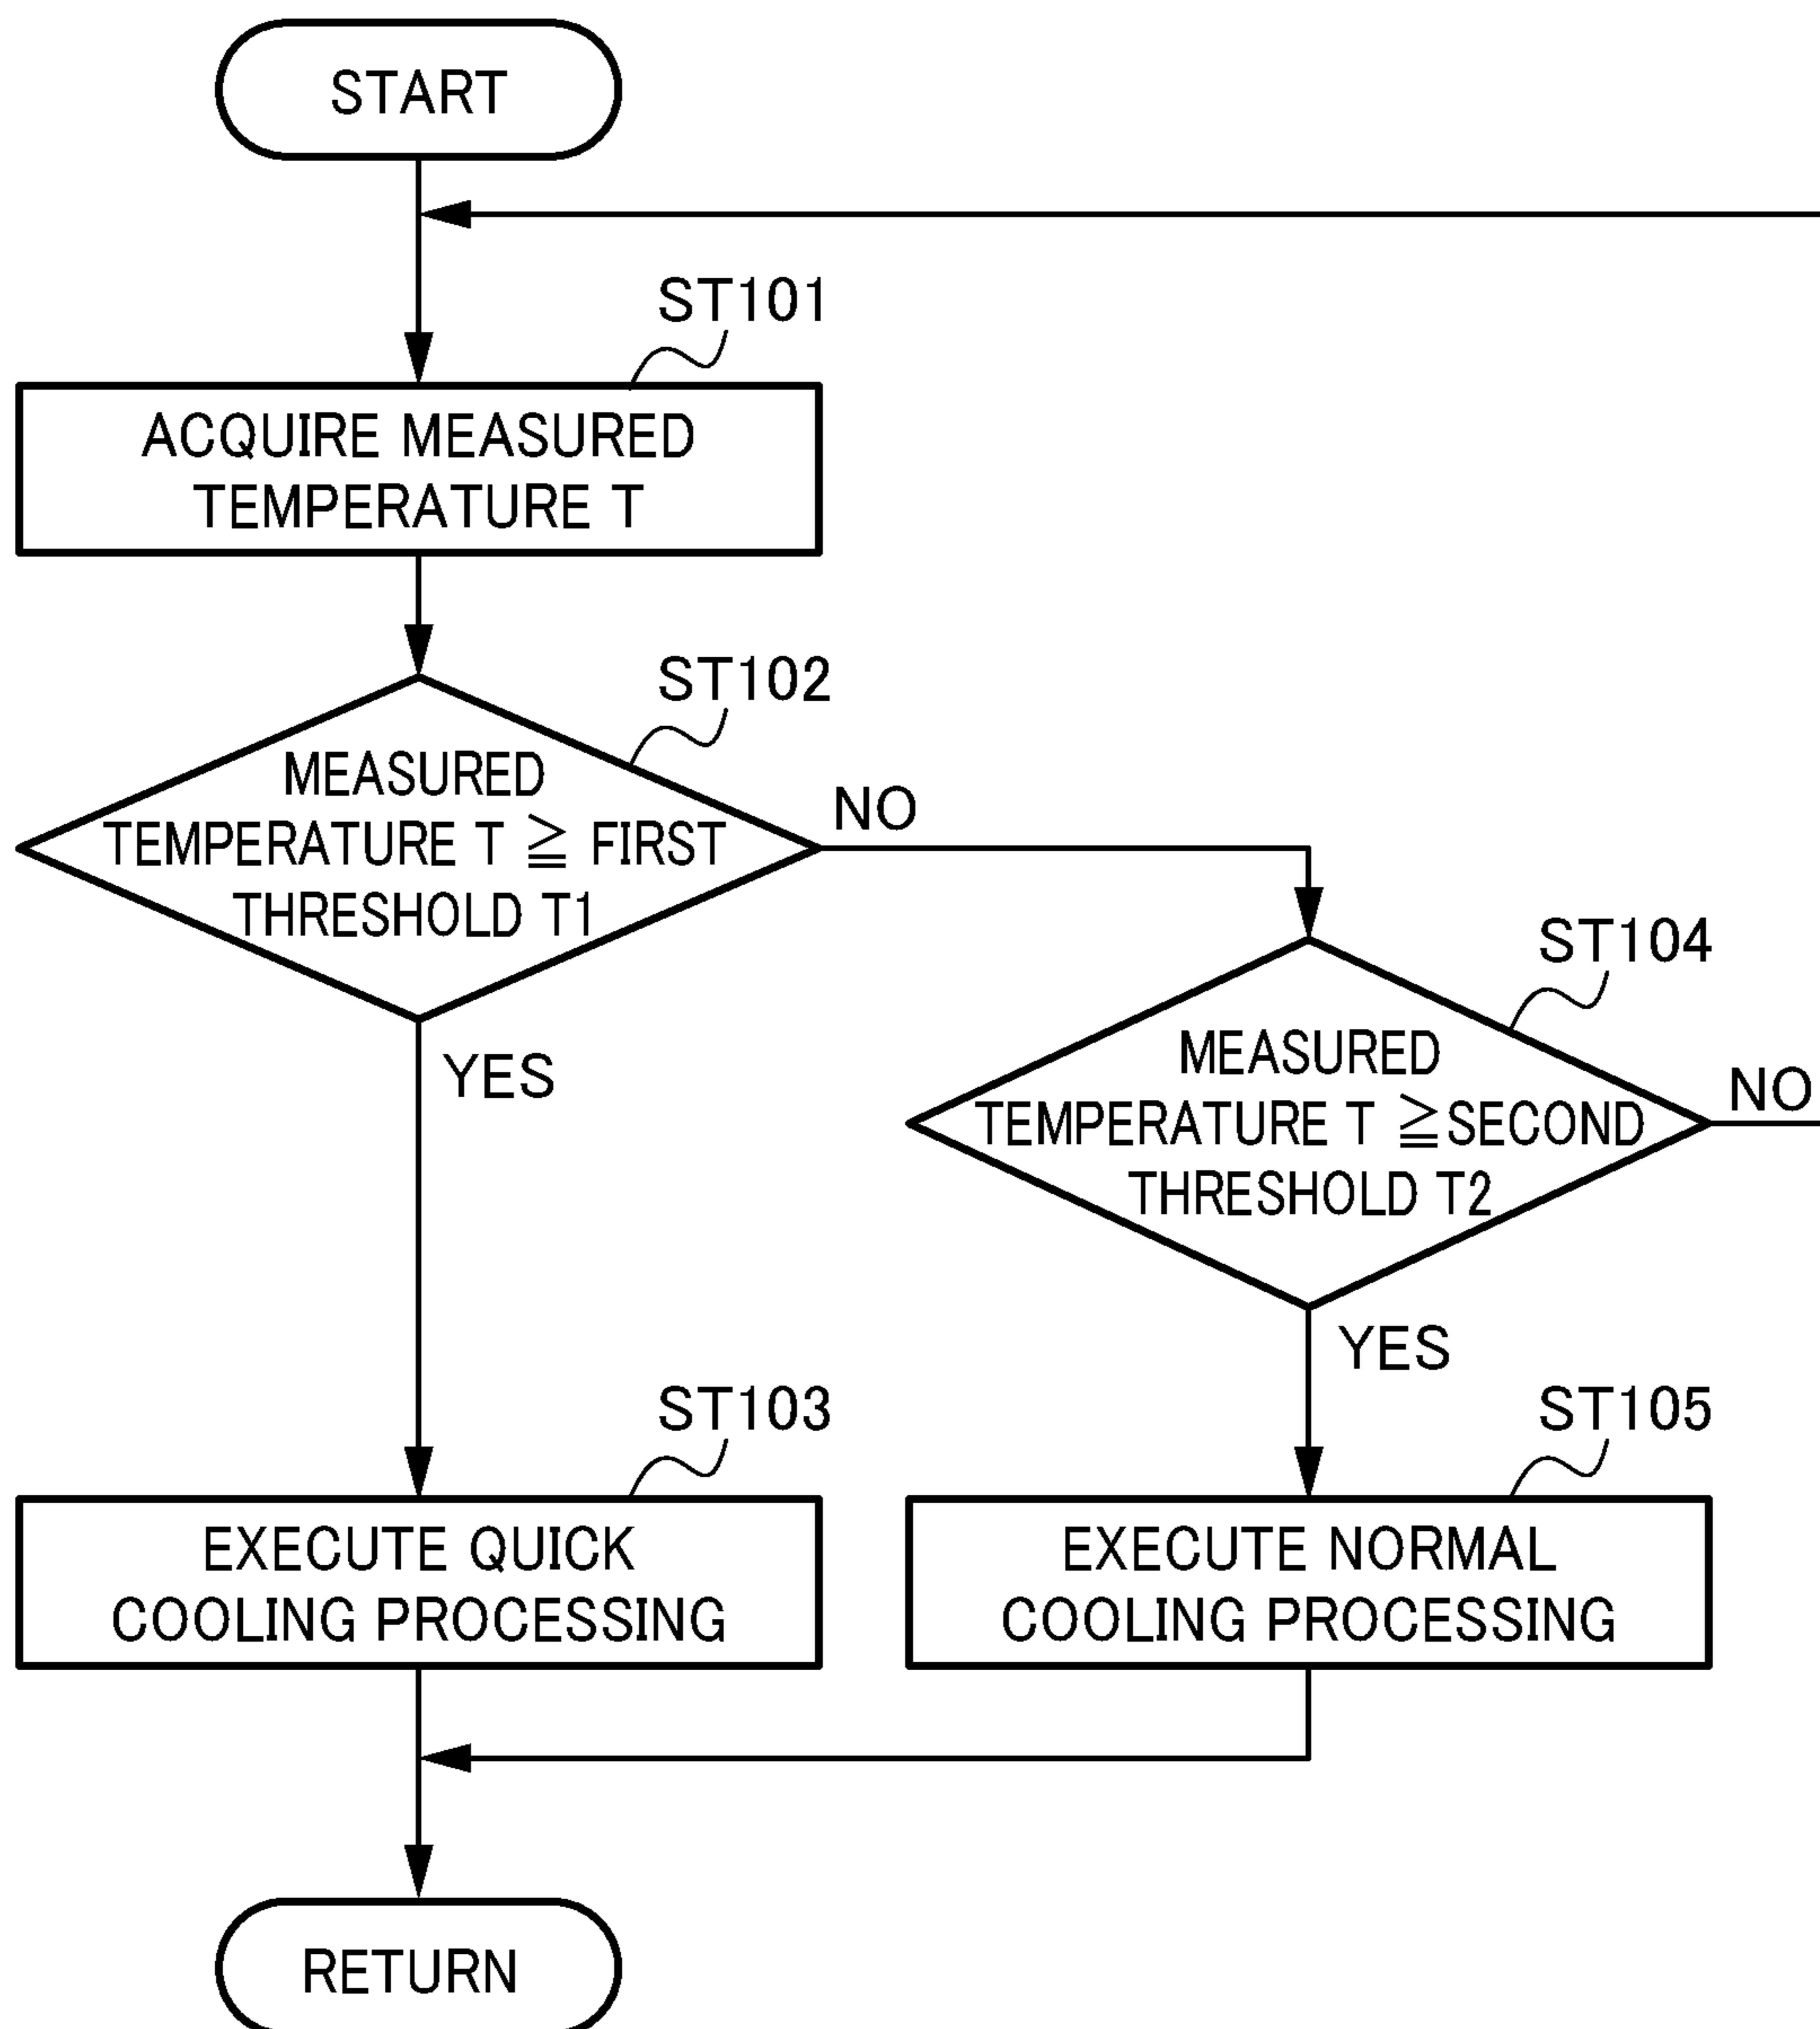 START
ST101
ACQUIRE MEASURED
TEMPERATURE T
ST102
MEASURED
TEMPERATURE T ≧ FIRST
THRESHOLD T1
NO
YES
ST104
MEASURED
TEMPERATURE T ≧SECOND
THRESHOLD T2
NO
YES
ST103
EXECUTE QUICK
COOLING PROCESSING
ST105
EXECUTE NORMAL
COOLING PROCESSING
RETURN